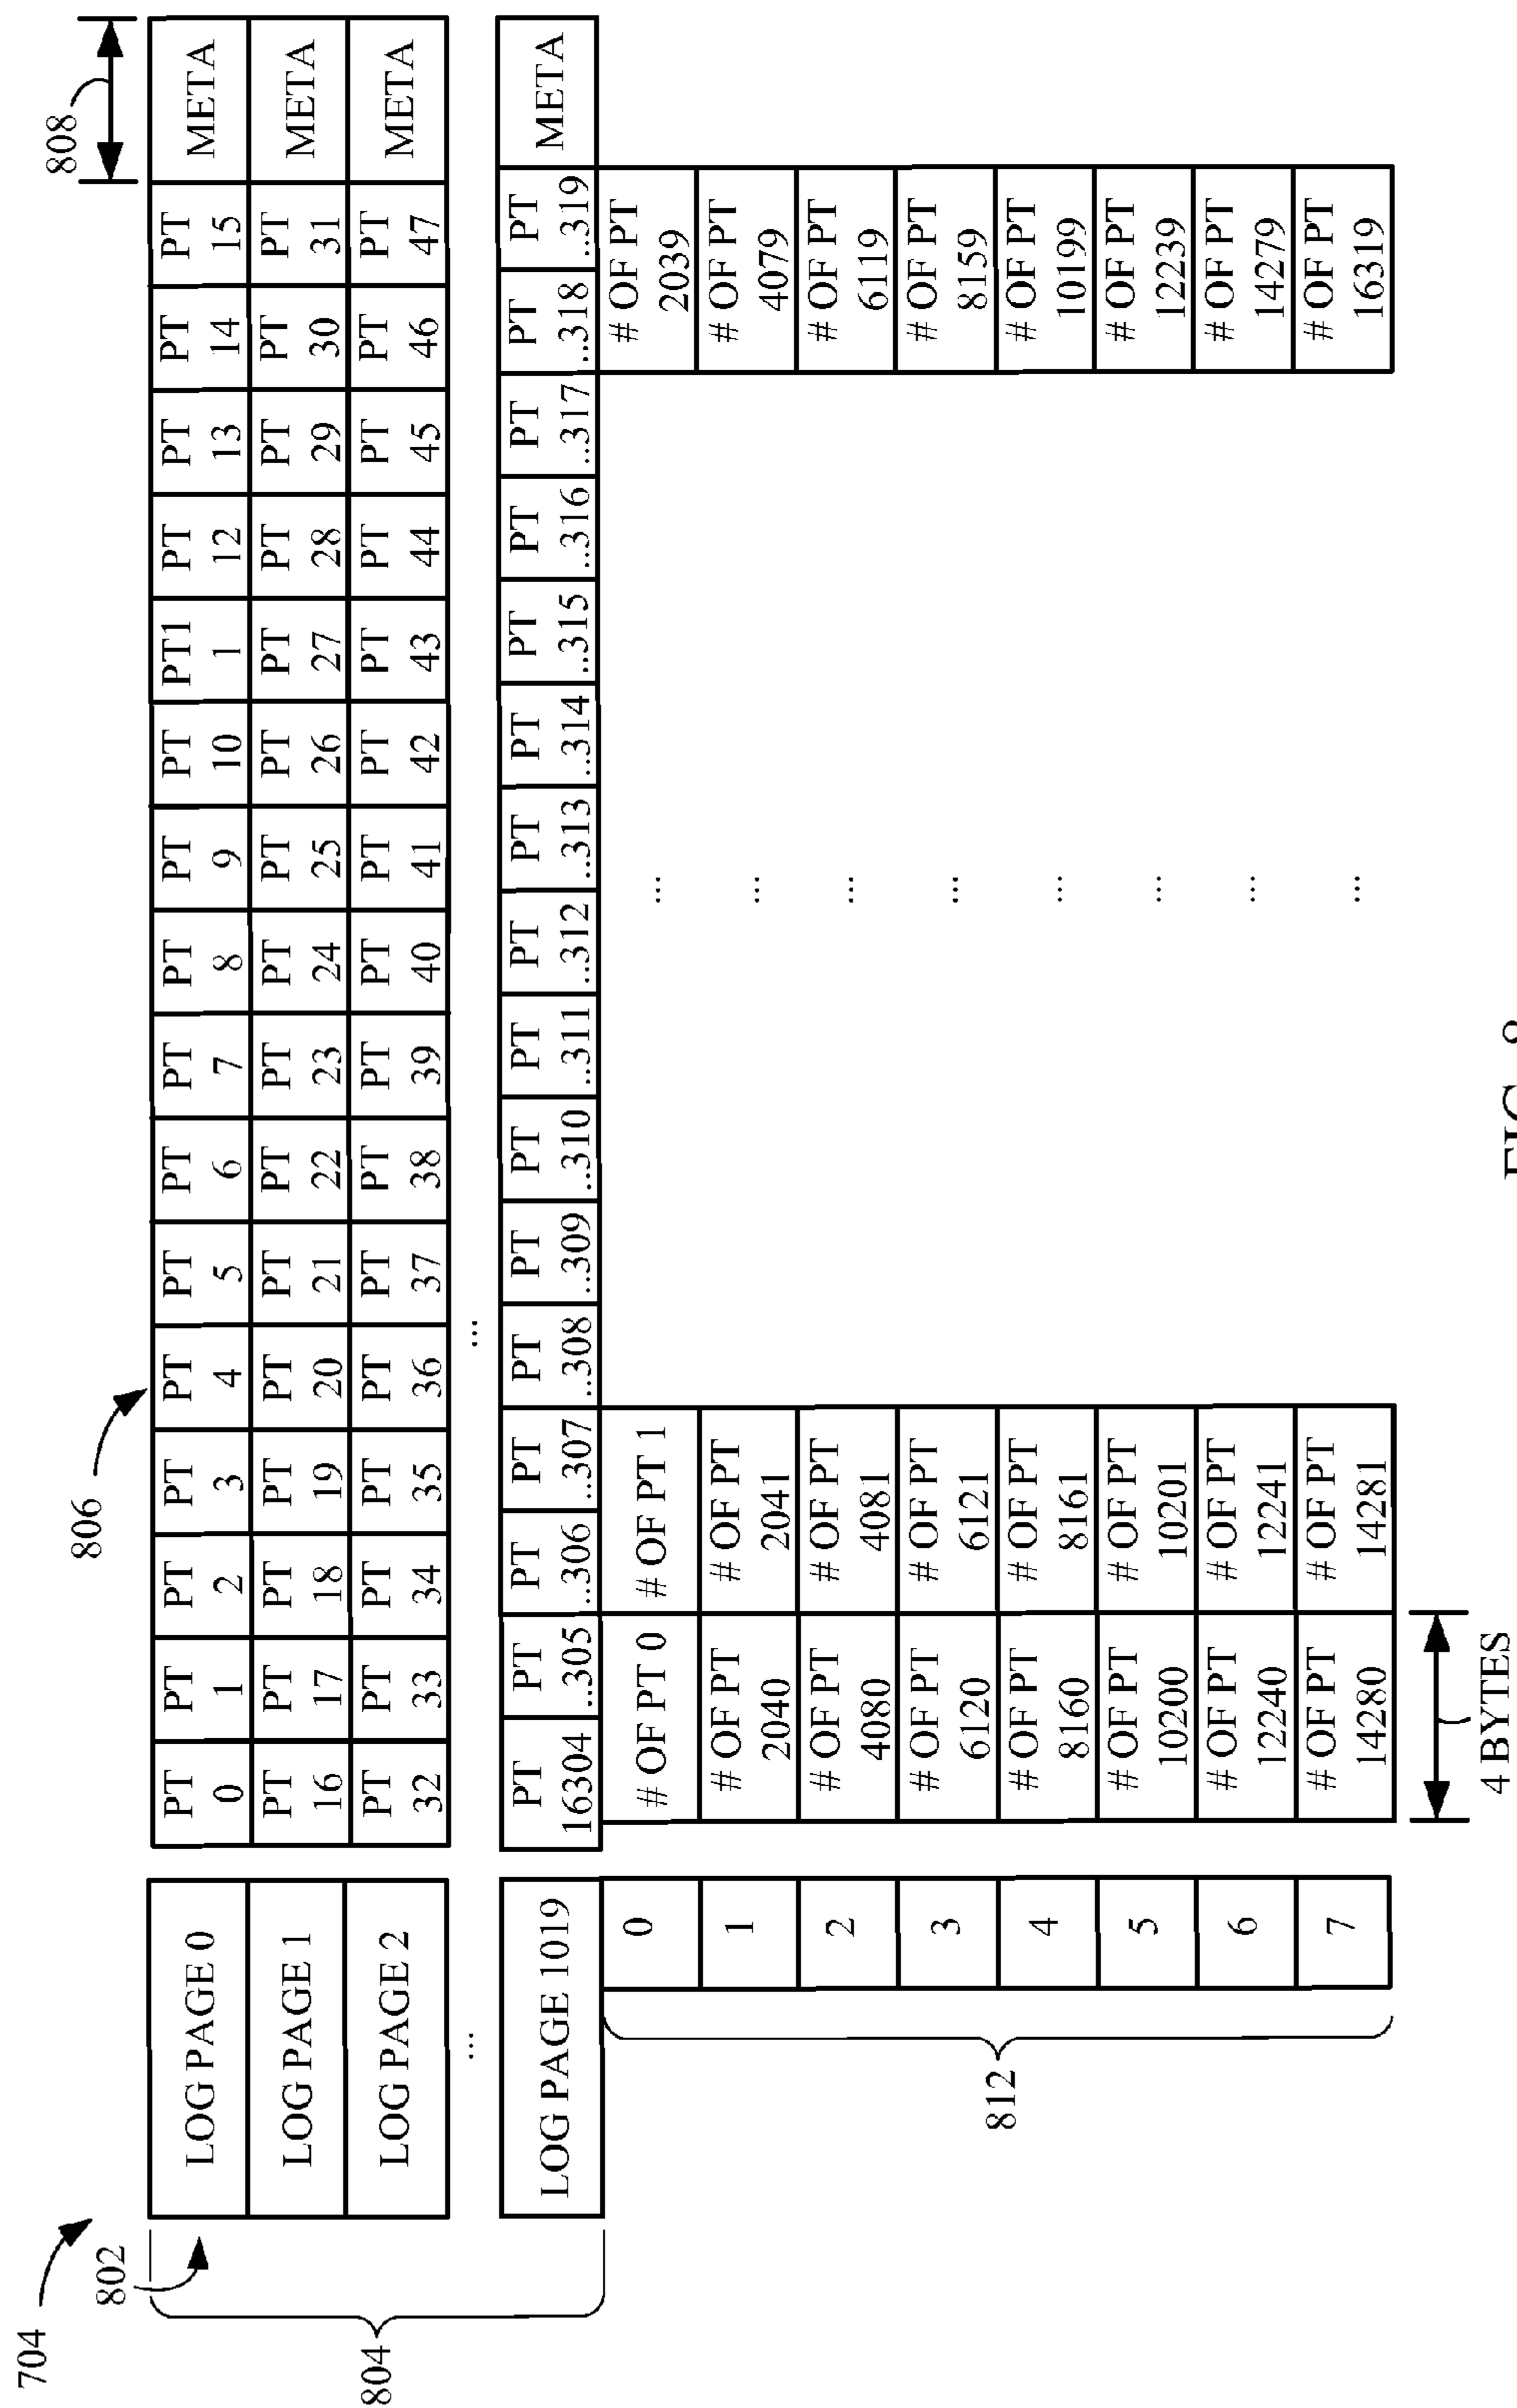 704
802
804
806
808
LOG PAGE 0
PT 0 PT 1 PT 2 PT 3 PT 4 PT 5 PT 6 PT 7 PT 8 PT 9 PT 10 PT1 1 PT 12 PT 13 PT 14 PT 15 META
LOG PAGE 1
PT 16 PT 17 PT 18 PT 19 PT 20 PT 21 PT 22 PT 23 PT 24 PT 25 PT 26 PT 27 PT 28 PT 29 PT 30 PT 31 META
LOG PAGE 2
PT 32 PT 33 PT 34 PT 35 PT 36 PT 37 PT 38 PT 39 PT 40 PT 41 PT 42 PT 43 PT 44 PT 45 PT 46 PT 47 META
... ...
LOG PAGE 1019
PT 16304 PT ..305 PT ..306 PT ..307 PT ..308 PT ..309 PT ..310 PT ..311 PT ..312 PT ..313 PT ..314 PT ..315 PT ..316 PT ..317 PT ..318 PT ..319 META
812
0 # OF PT 0 # OF PT 1 ... # OF PT 2039
1 # OF PT 2040 # OF PT 2041 ... # OF PT 4079
2 # OF PT 4080 # OF PT 4081 ... # OF PT 6119
3 # OF PT 6120 # OF PT 6121 ... # OF PT 8159
4 # OF PT 8160 # OF PT 8161 ... # OF PT 10199
5 # OF PT 10200 # OF PT 10201 ... # OF PT 12239
6 # OF PT 12240 # OF PT 12241 ... # OF PT 14279
7 # OF PT 14280 # OF PT 14281 ... # OF PT 16319
4 BYTES
FIG. 8